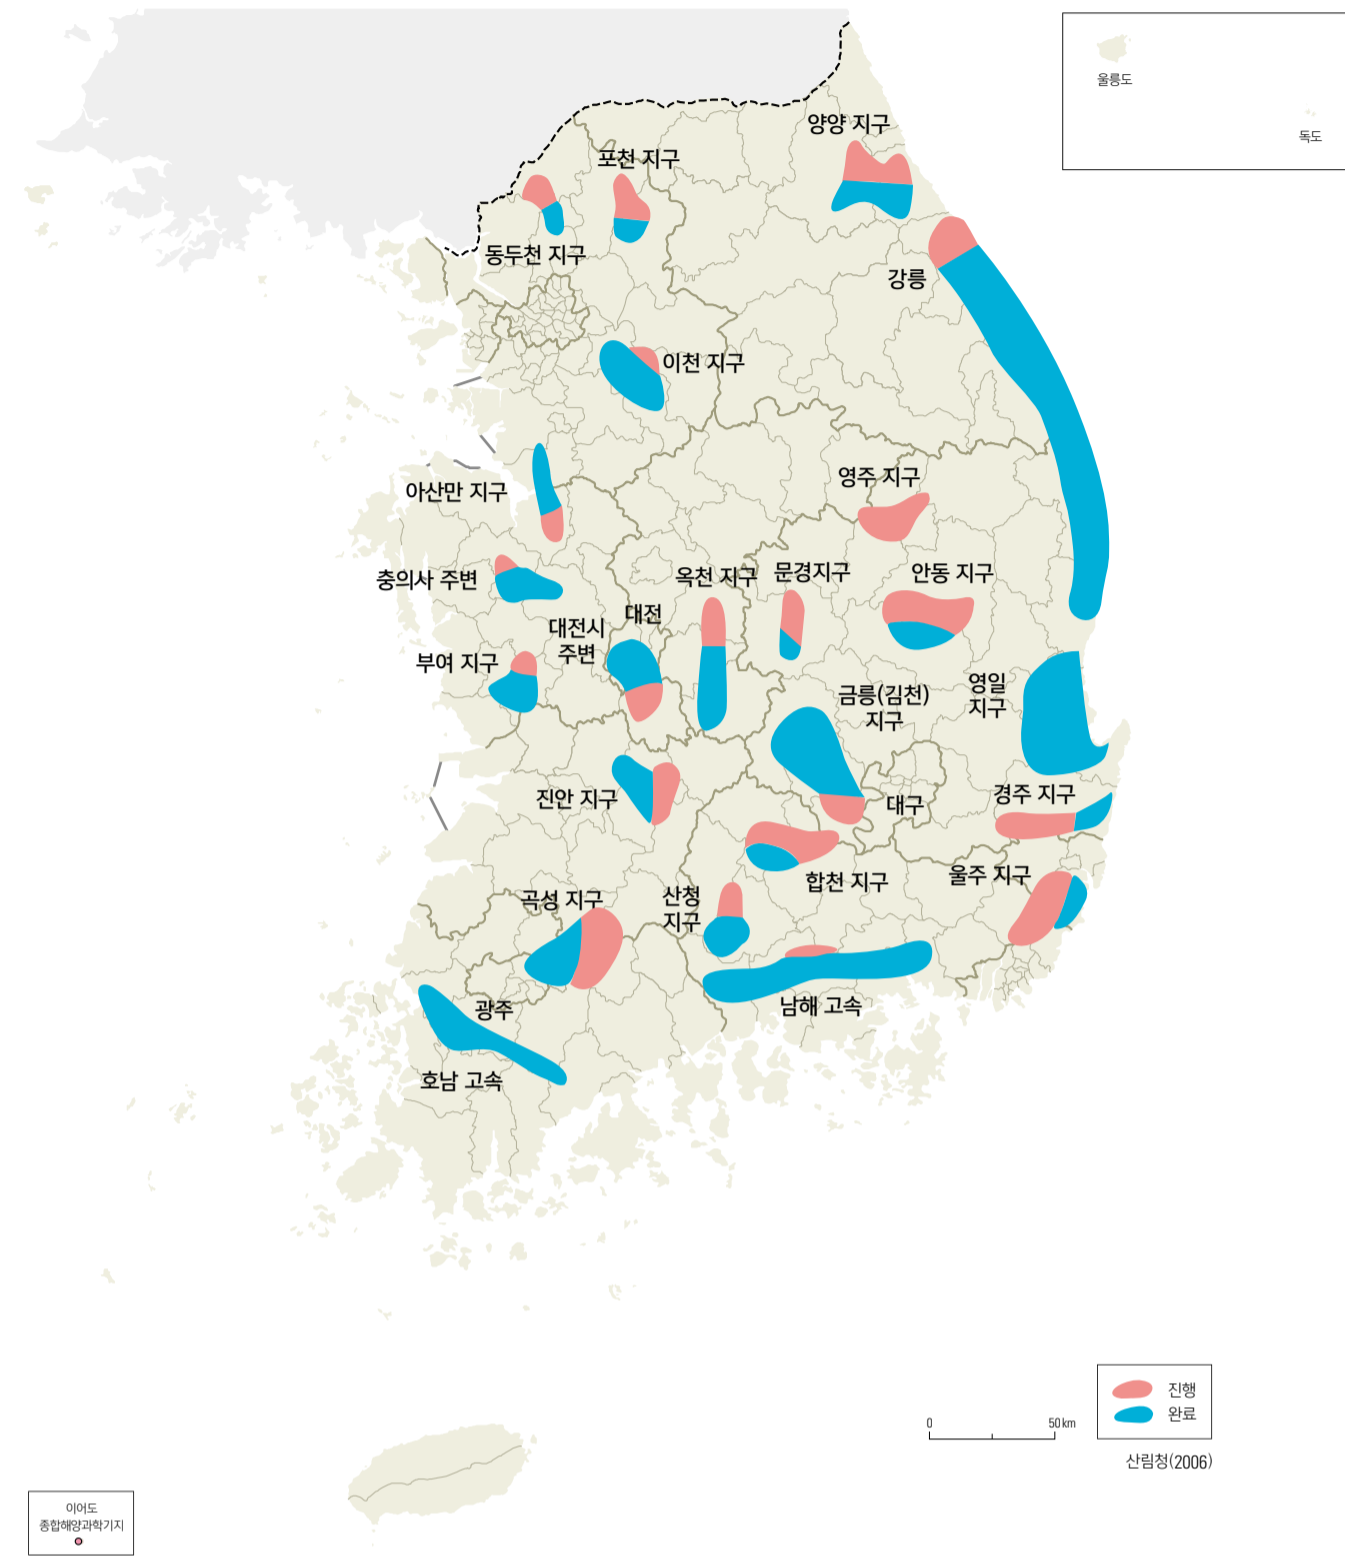 울릉도
독도
양양 지구
포천 지구
동두천 지구
강릉
이천 지구
영주 지구
아산만 지구
옥천 지구
문경지구
안동 지구
충의사 주변
대전
대전시
주변
부여 지구
금릉(김천)
지구
영일
지구
진안 지구
대구
경주 지구
합천 지구
울주 지구
산청
지구
곡성 지구
남해 고속
광주
호남 고속
0 50 km
진행
완료
산림청(2006)
이어도
종합해양과학기지